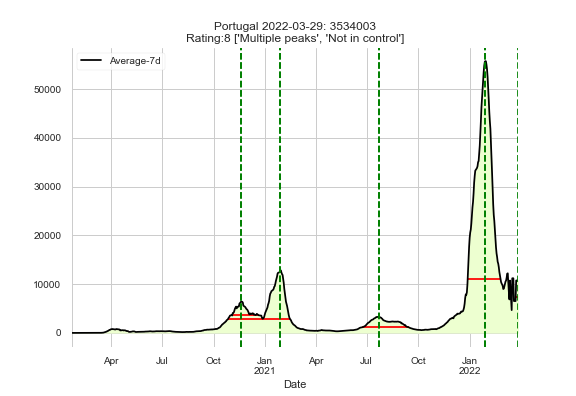 Portugal 2022-03-29: 3534003
Rating:8 ['Multiple peaks', 'Not in control']
Average-7d
50000
40000
30000
20000
10000
0
Apr Jul Oct Jan Apr Jul Oct Jan
2021 2022
Date